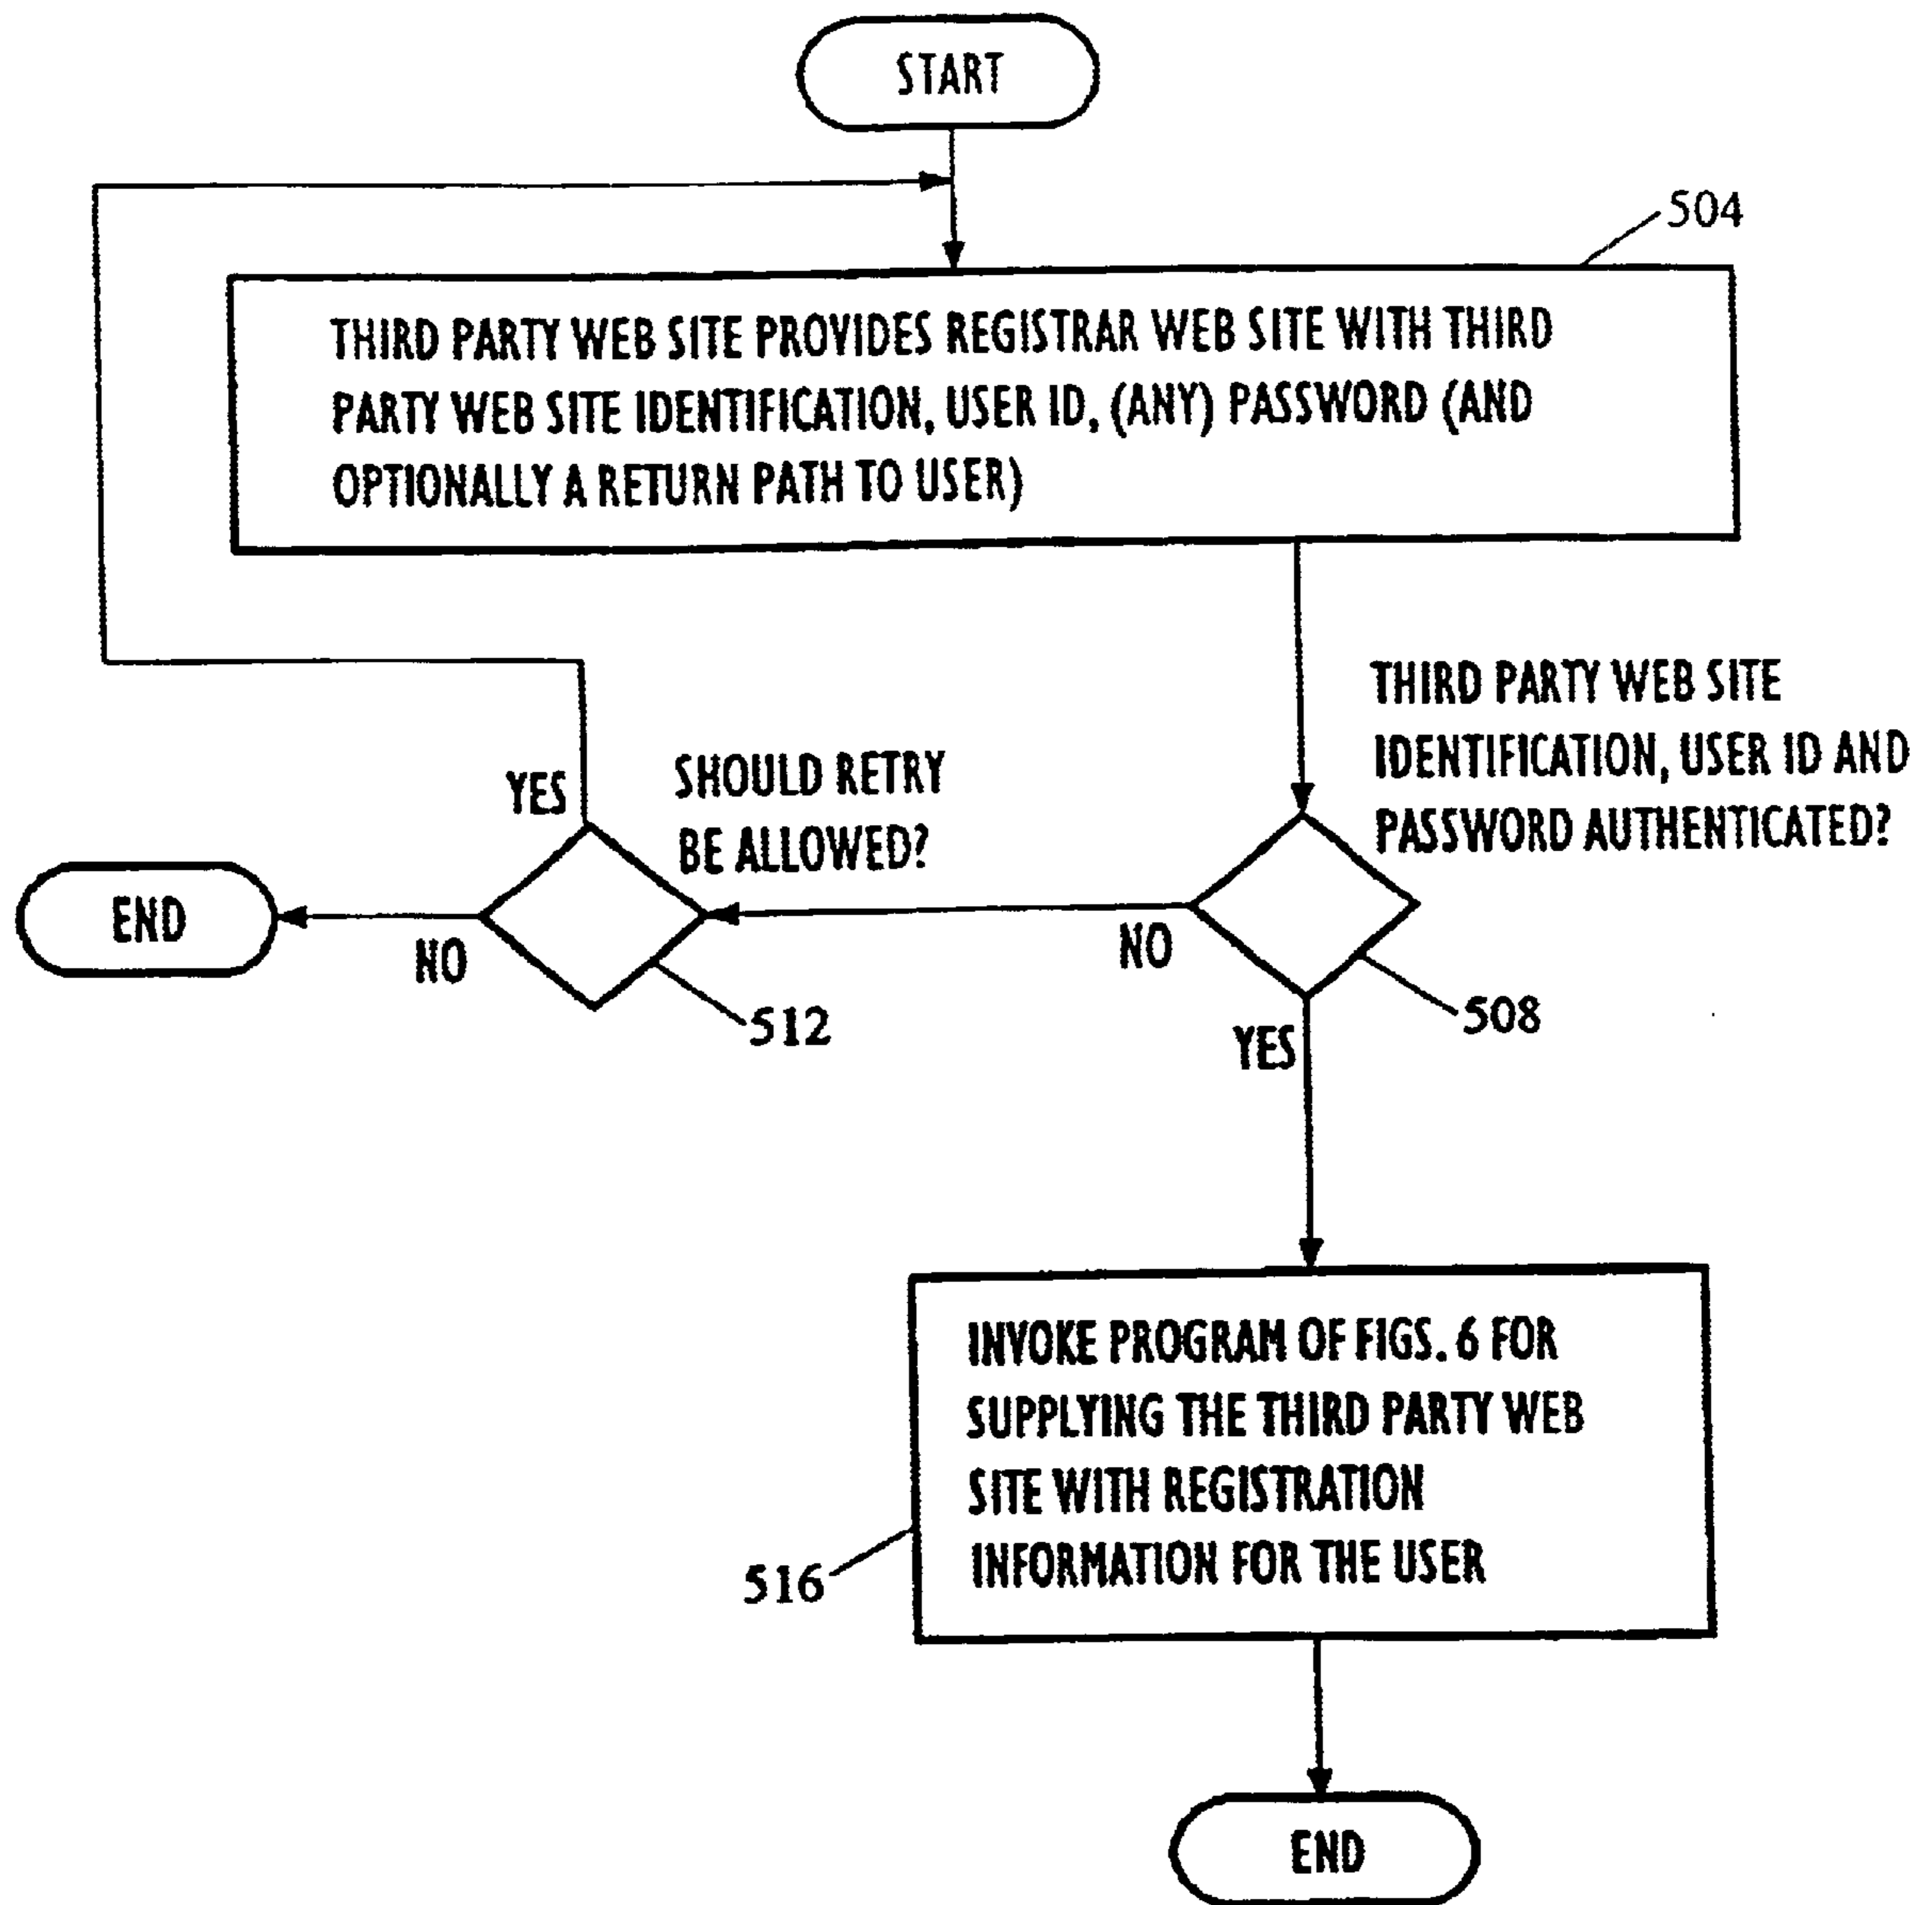 START
504
THIRD PARTY WEB SITE PROVIDES REGISTRAR WEB SITE WITH THIRD
PARTY WEB SITE IDENTIFICATION, USER ID, (ANY) PASSWORD (AND
OPTIONALLY A RETURN PATH TO USER)
THIRD PARTY WEB SITE
IDENTIFICATION, USER ID AND
PASSWORD AUTHENTICATED?
SHOULD RETRY
BE ALLOWED?
YES
END
NO
NO
512
508
YES
INVOKE PROGRAM OF FIGS. 6 FOR
SUPPLYING THE THIRD PARTY WEB
SITE WITH REGISTRATION
INFORMATION FOR THE USER
516
END